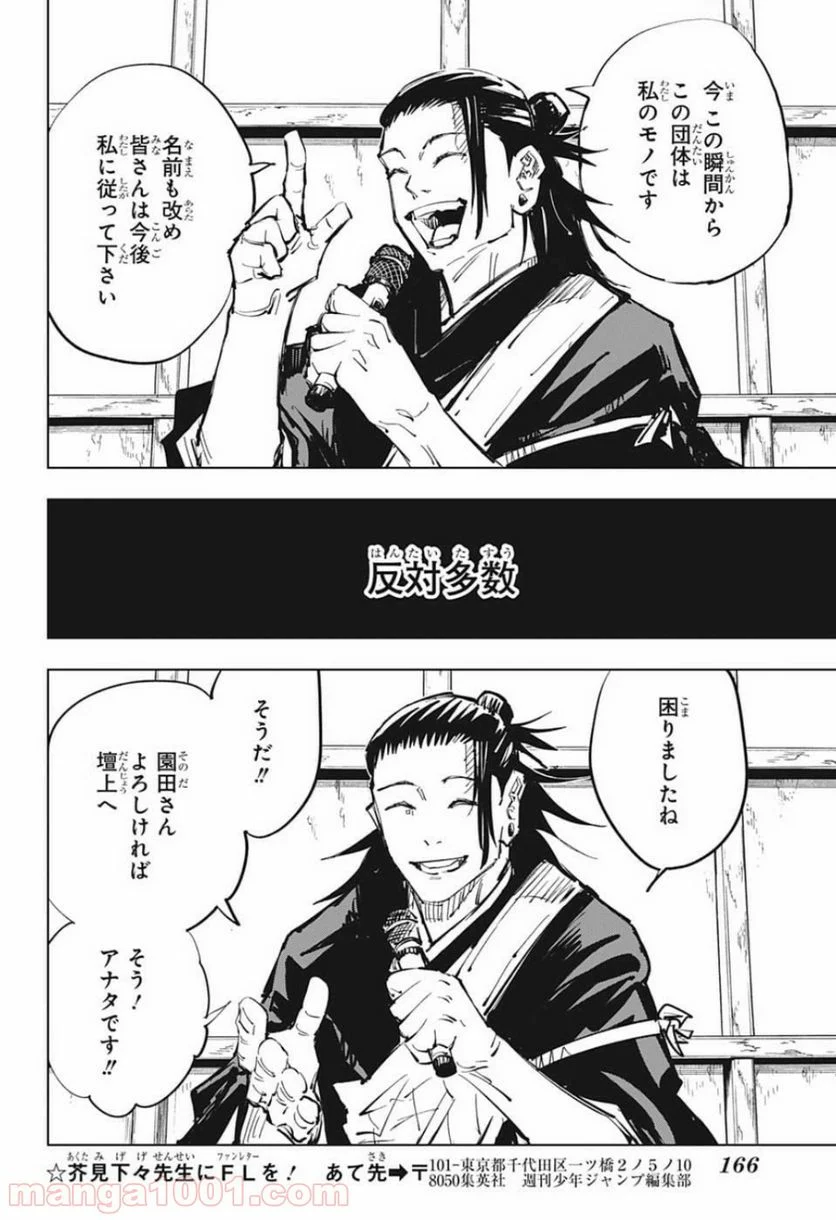 今この瞬間から
この団体は
私のモノです
名前も改め
皆さんは今後
私に従って下さい
反対多数
困りましたね
そうだ!!
園田さん
よろしければ
壇上へ
そう!
アナタです!!
☆芥見下々先生にFLを! あて先➡〒101-東京都千代田区一ツ橋2ノ5ノ10
8050集英社 週刊少年ジャンプ編集部
166
manga1001.com